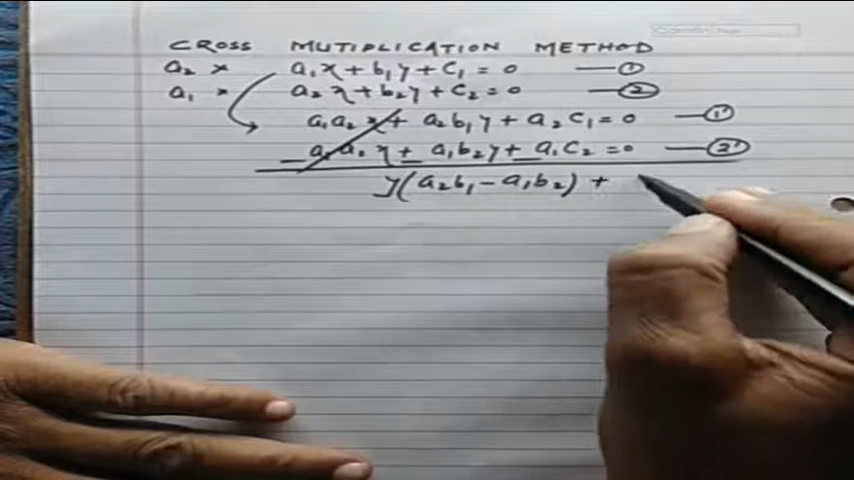 CROSS MUTIPLICATION METHOD
a₂ × a₁x + b₁y + c₁ = 0 —①
a₁ × a₂x + b₂y + c₂ = 0 —②
a₁a₂x + a₂b₁y + a₂c₁ = 0 —①'
a₁a₂x + a₁b₂y + a₁c₂ = 0 —②'
y(a₂b₁ - a₁b₂) +